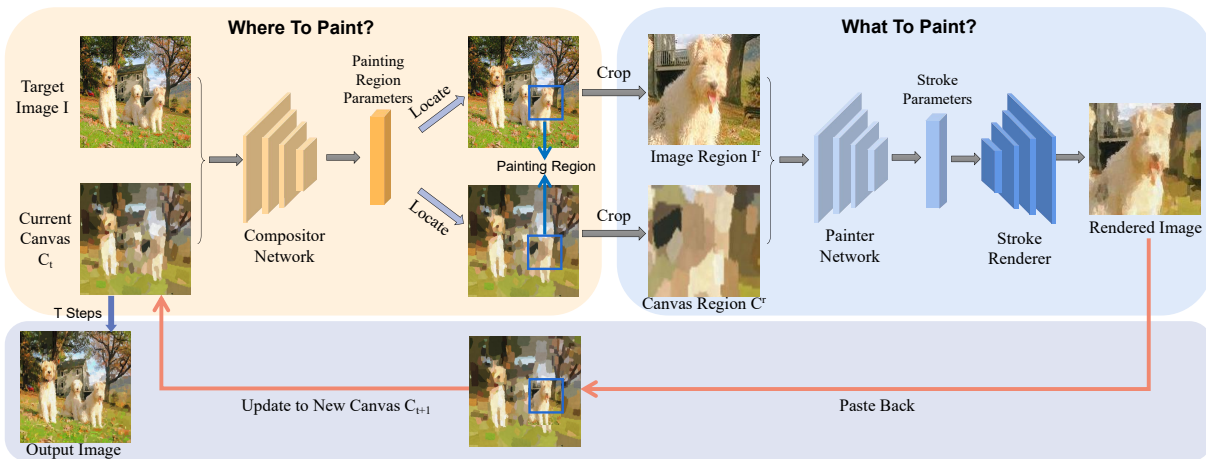 Where To Paint?
Target
Image I
Current
Canvas
Cₜ
Compositor
Network
Painting
Region
Parameters
Locate
Locate
Painting Region
Crop
Crop
What To Paint?
Image Region Iʳ
Canvas Region Cʳ
Painter
Network
Stroke
Parameters
Stroke
Renderer
Rendered Image
T Steps
Output Image
Update to New Canvas Cₜ₊₁
Paste Back